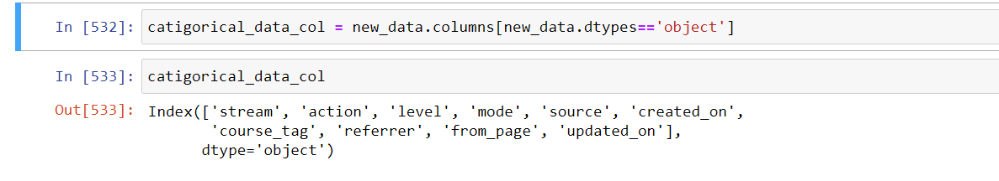 In [532]: catigorical_data_col = new_data.columns[new_data.dtypes=='object']
In [533]: catigorical_data_col
Out[533]: Index(['stream', 'action', 'level', 'mode', 'source', 'created_on',
'course_tag', 'referrer', 'from_page', 'updated_on'],
dtype='object')